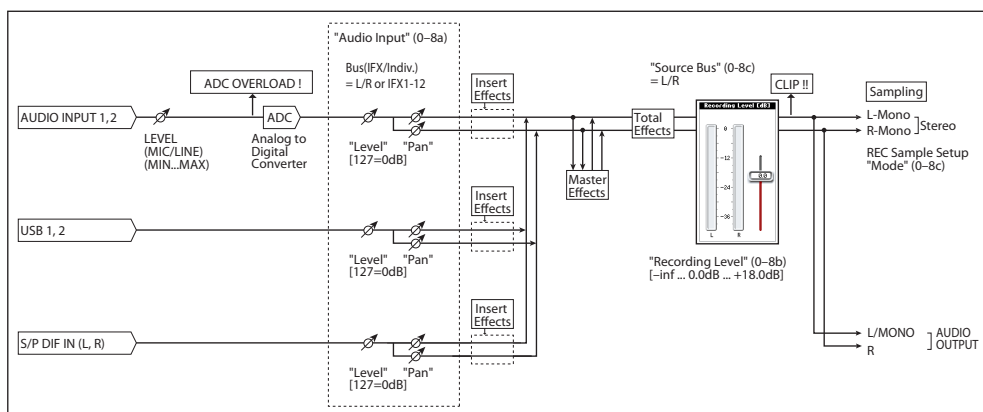 "Audio Input" (0–8a)
Bus(IFX/Indiv.)
= L/R or IFX1-12
"Source Bus" (0-8c)
= L/R
ADC OVERLOAD !
Insert
Effects
CLIP !!
Sampling
Recording Level [dB]
AUDIO INPUT 1, 2
ADC
Total
Effects
L-Mono
R-Mono
Stereo
LEVEL
(MIC/LINE)
(MIN...MAX)
Analog to
Digital
Converter
"Level"
[127=0dB]
"Pan"
Master
Effects
0
-12
-24
-36
0.0
L
R
REC Sample Setup
"Mode" (0–8c)
Insert
Effects
USB 1, 2
"Level"
[127=0dB]
"Pan"
"Recording Level" (0–8b)
[–inf ... 0.0dB ... +18.0dB]
Insert
Effects
S/P DIF IN (L, R)
"Level"
[127=0dB]
"Pan"
L/MONO
R
AUDIO
OUTPUT